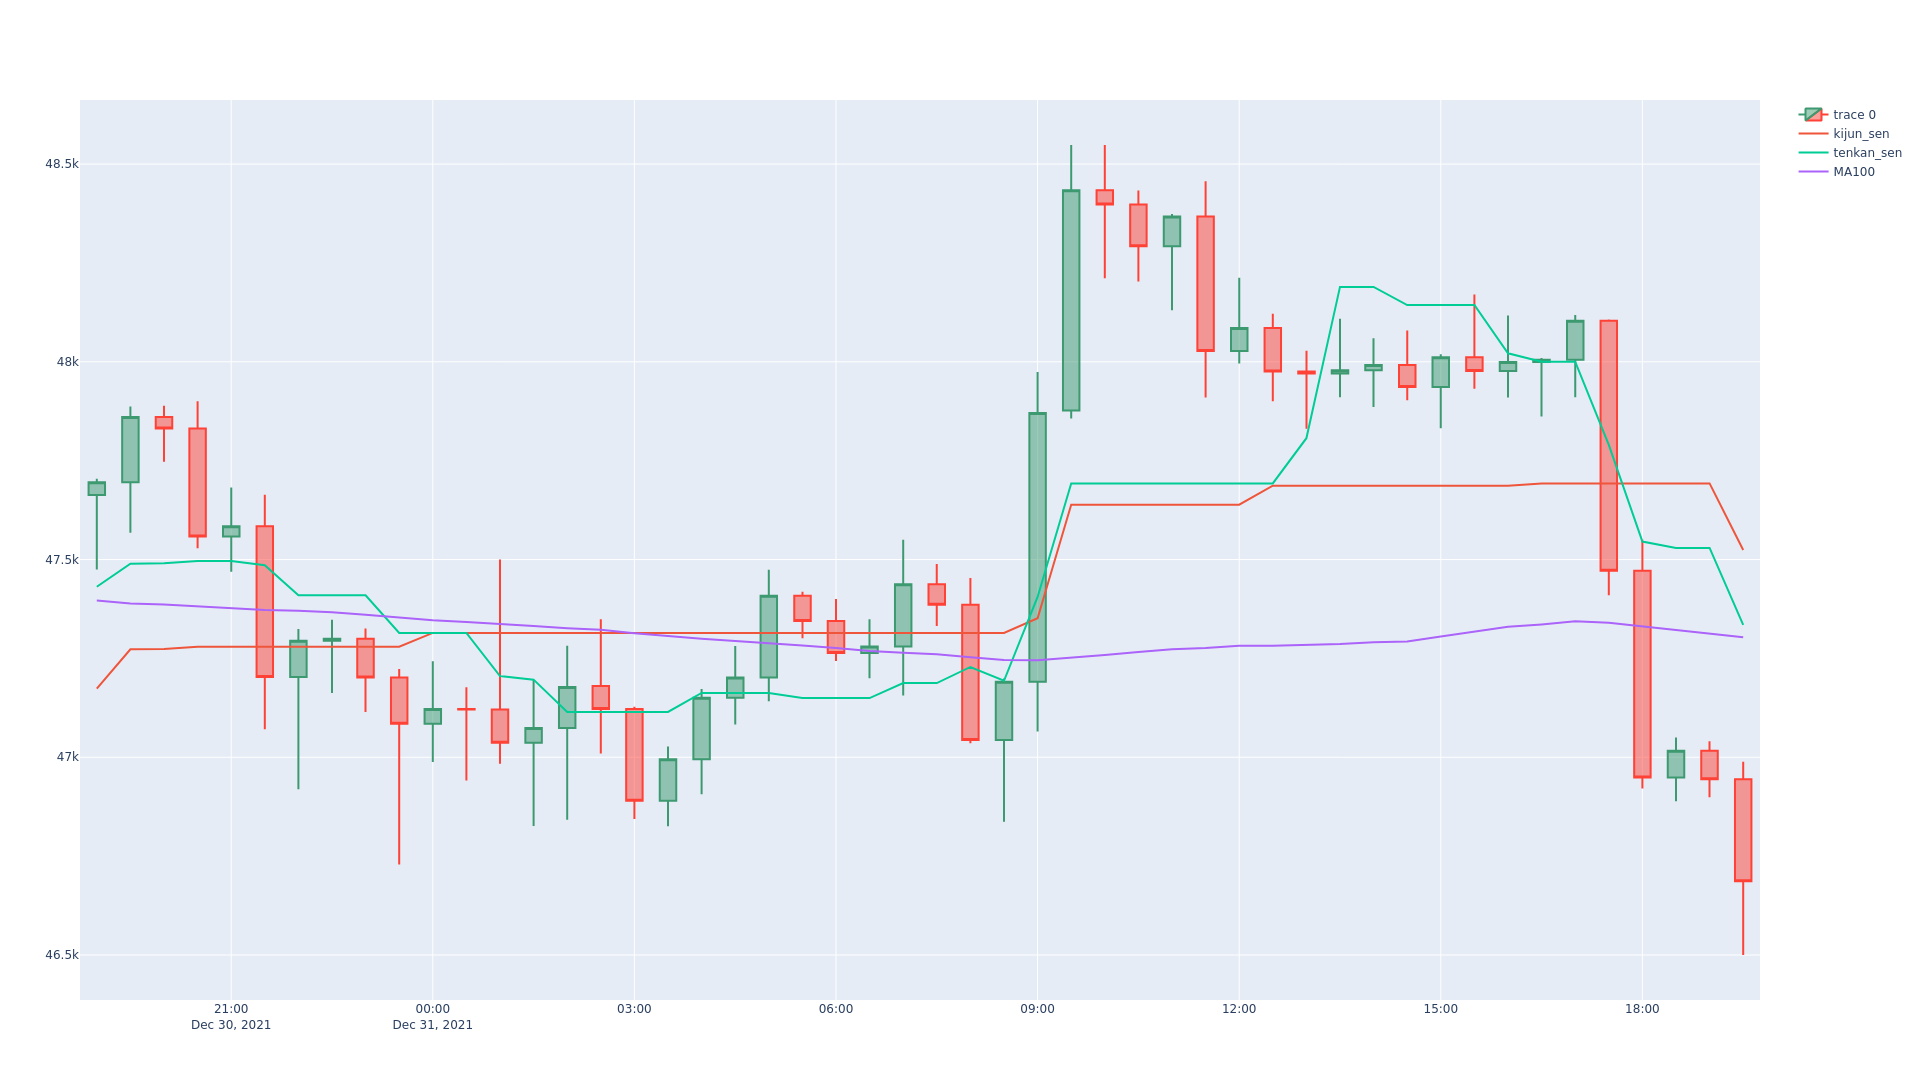 trace 0
kijun_sen
tenkan_sen
MA100
48.5k
48k
47.5k
47k
46.5k
21:00 00:00 03:00 06:00 09:00 12:00 15:00 18:00
Dec 30, 2021 Dec 31, 2021